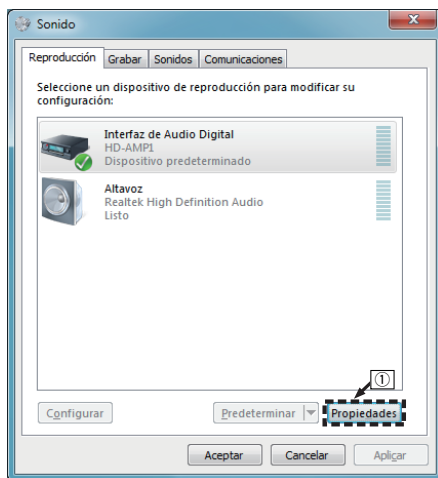 Sonido
Reproducción Grabar Sonidos Comunicaciones
Seleccione un dispositivo de reproducción para modificar su
configuración:
Interfaz de Audio Digital
HD-AMP1
Dispositivo predeterminado
Altavoz
Realtek High Definition Audio
Listo
①
Configurar Predeterminar Propiedades
Aceptar Cancelar Aplicar